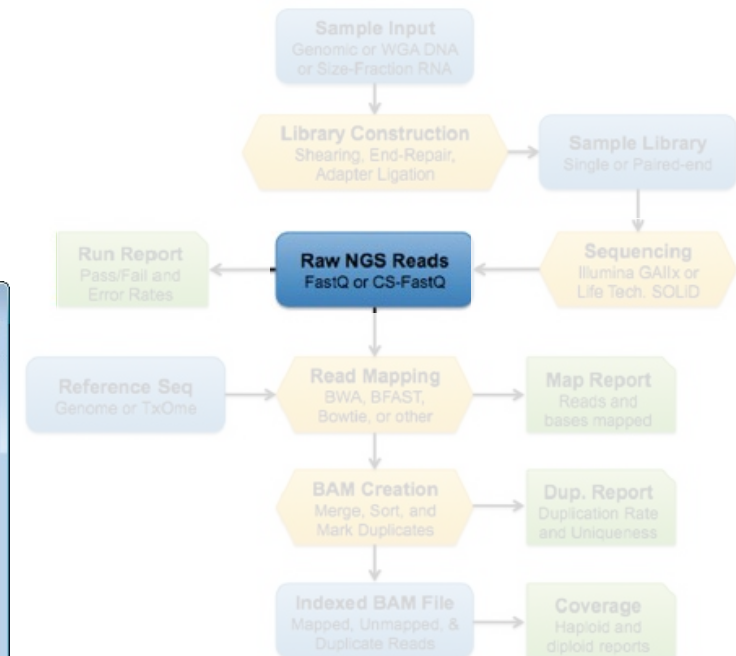 Sample Input
Genomic or WGA DNA
or Size-Fraction RNA
Library Construction
Shearing, End-Repair,
Adapter Ligation
Sample Library
Single or Paired-end
Run Report
Pass/Fail and
Error Rates
Raw NGS Reads
FastQ or CS-FastQ
Sequencing
Illumina GAIIx or
Life Tech. SOLiD
Reference Seq
Genome or TxOme
Read Mapping
BWA, BFAST,
Bowtie, or other
Map Report
Reads and
bases mapped
BAM Creation
Merge, Sort, and
Mark Duplicates
Dup. Report
Duplication Rate
and Uniqueness
Indexed BAM File
Mapped, Unmapped, &
Duplicate Reads
Coverage
Haploid and
diploid reports